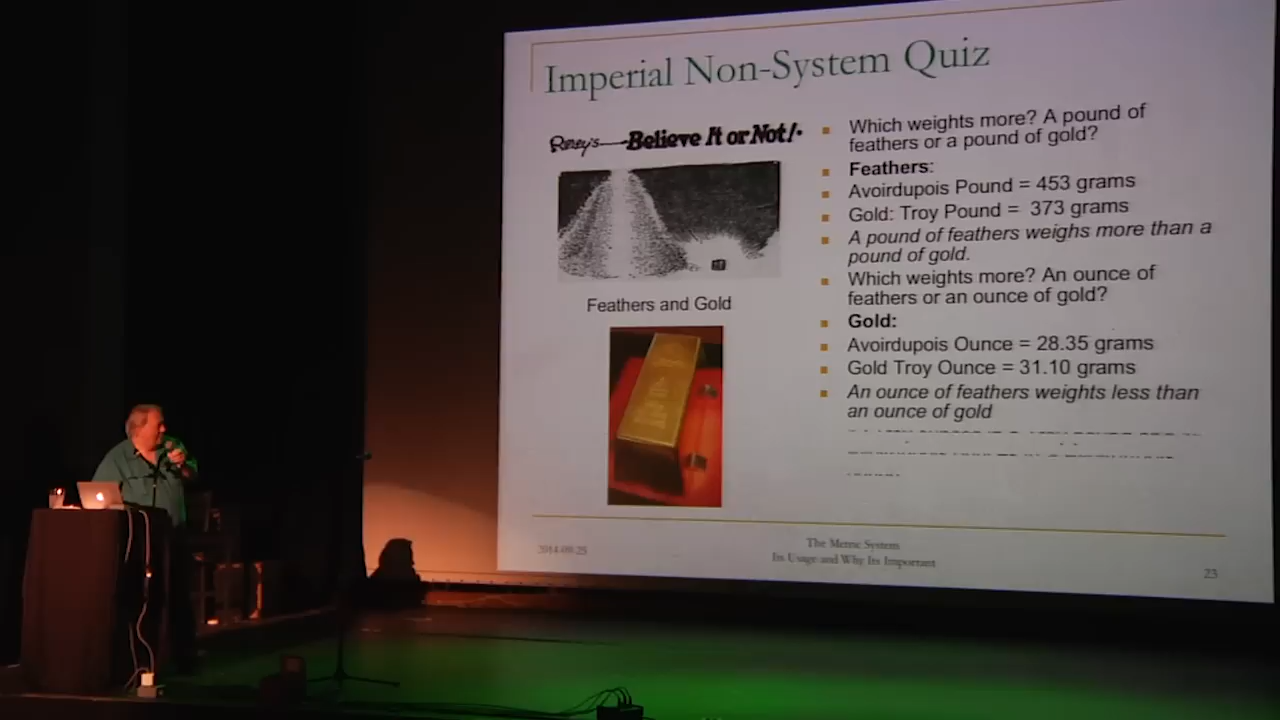 Imperial Non-System Quiz
Ripley's Believe It or Not!
Feathers and Gold
Which weights more? A pound of
feathers or a pound of gold?
Feathers:
Avoirdupois Pound = 453 grams
Gold: Troy Pound = 373 grams
A pound of feathers weighs more than a
pound of gold.
Which weights more? An ounce of
feathers or an ounce of gold?
Gold:
Avoirdupois Ounce = 28.35 grams
Gold Troy Ounce = 31.10 grams
An ounce of feathers weights less than
an ounce of gold
2014-09-25
The Metric System
Its Usage and Why Its Important
23